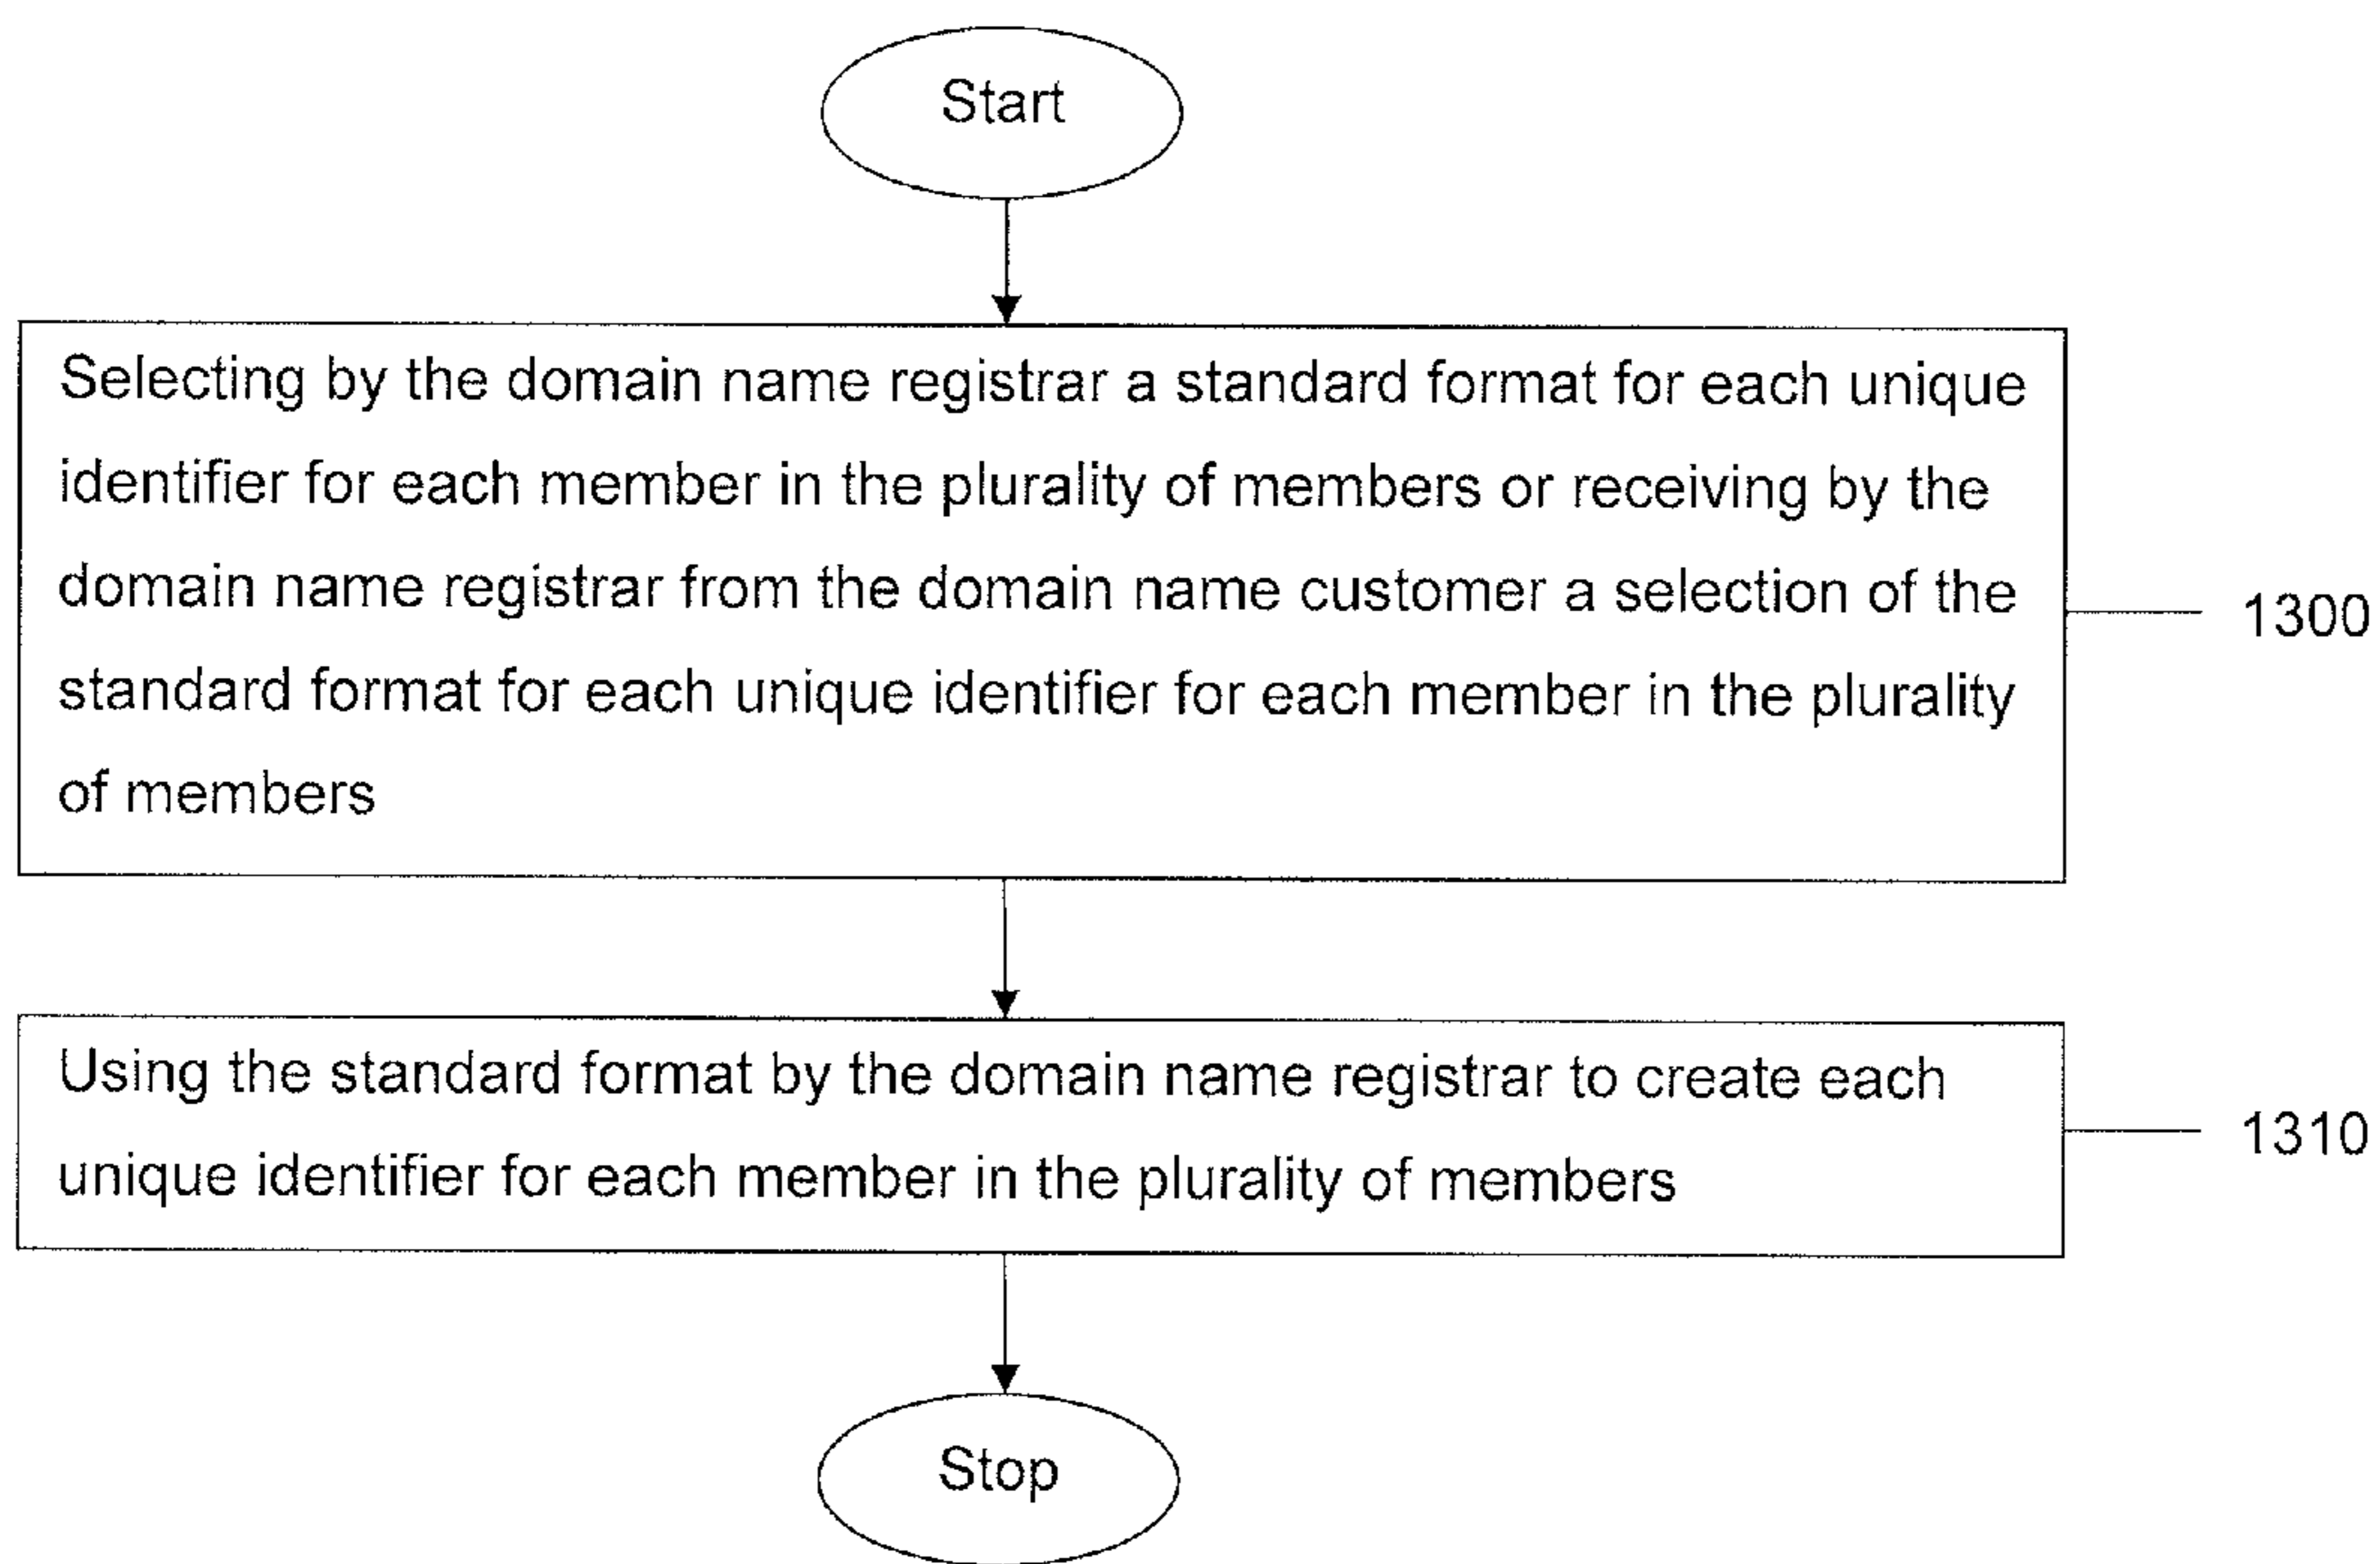 Start
Selecting by the domain name registrar a standard format for each unique
identifier for each member in the plurality of members or receiving by the
domain name registrar from the domain name customer a selection of the
standard format for each unique identifier for each member in the plurality
of members
1300
Using the standard format by the domain name registrar to create each
unique identifier for each member in the plurality of members
1310
Stop